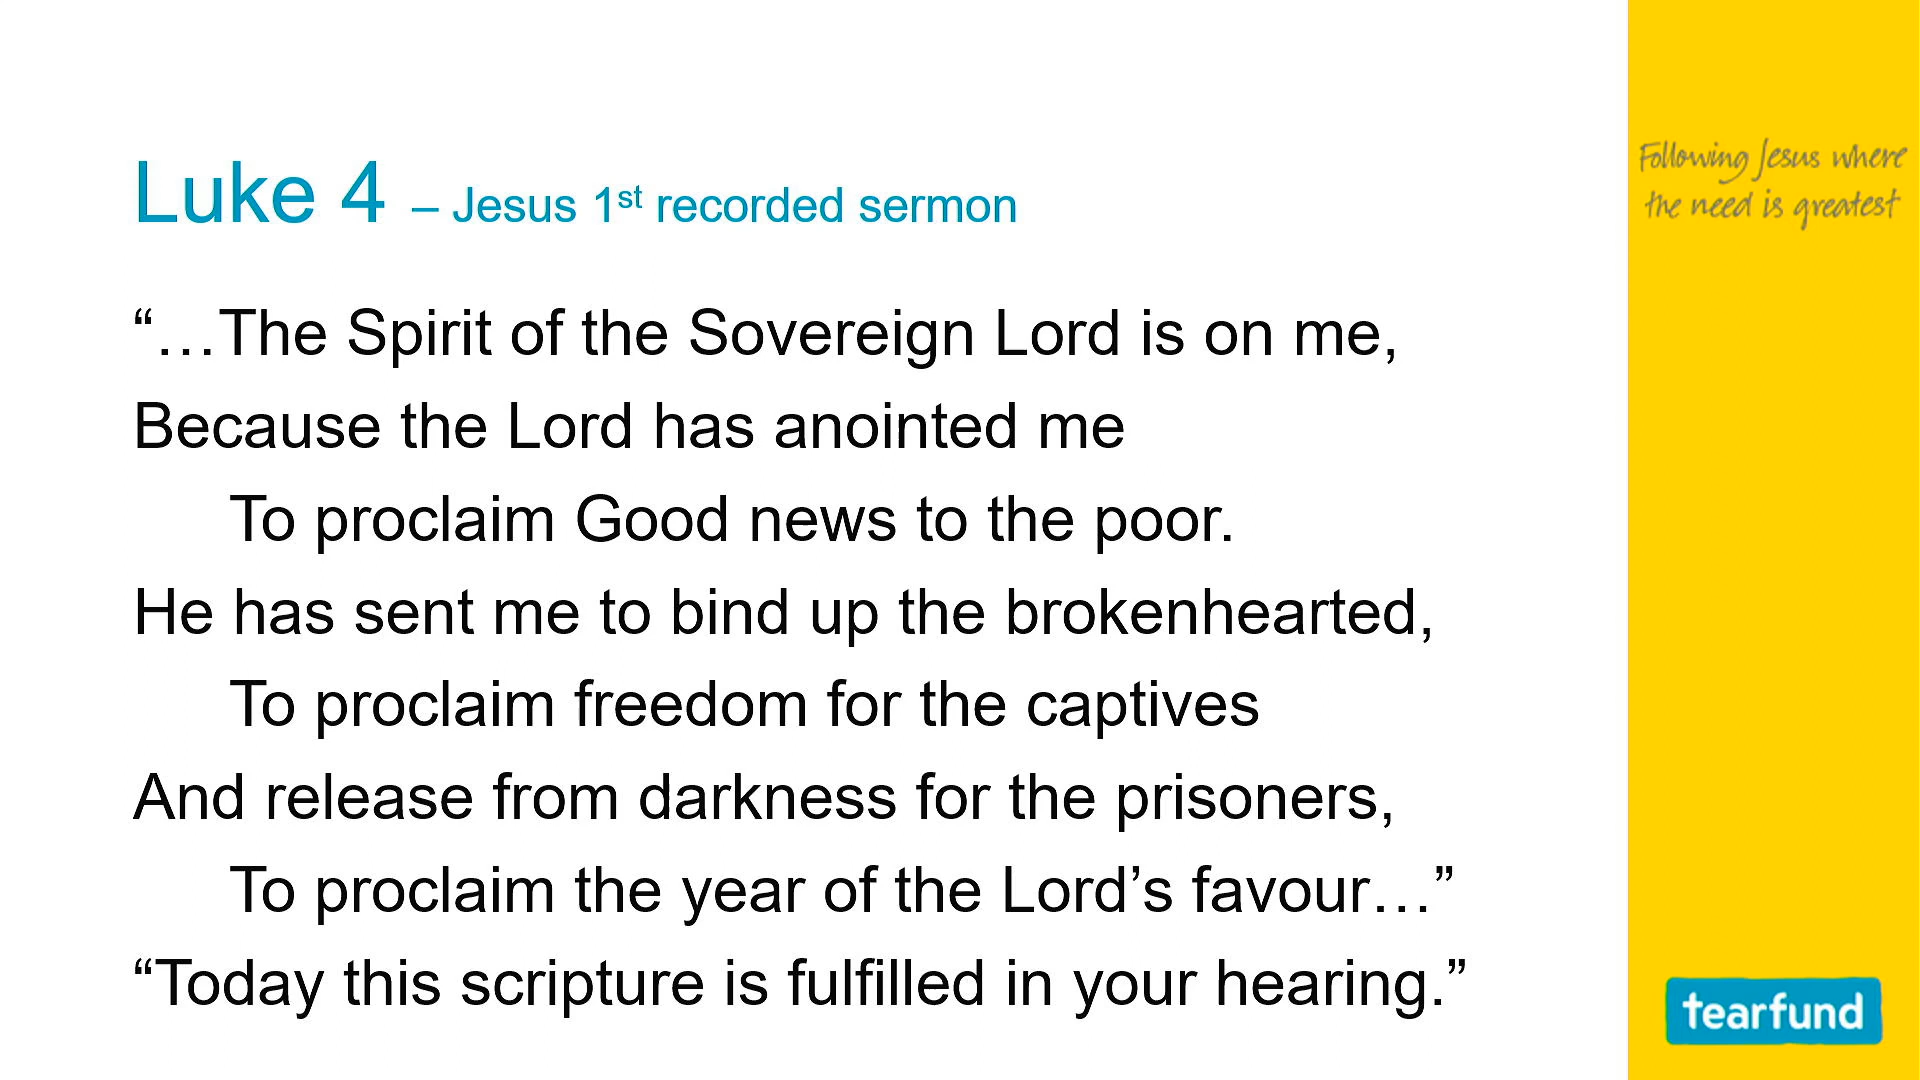 Luke 4 – Jesus 1st recorded sermon
“…The Spirit of the Sovereign Lord is on me,
Because the Lord has anointed me
To proclaim Good news to the poor.
He has sent me to bind up the brokenhearted,
To proclaim freedom for the captives
And release from darkness for the prisoners,
To proclaim the year of the Lord’s favour…”
“Today this scripture is fulfilled in your hearing.”
Following Jesus where
the need is greatest
tearfund